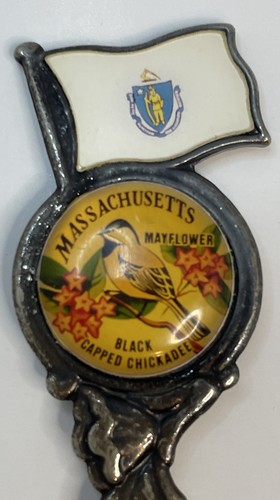 MASSACHUSETTS
MAYFLOWER
BLACK
CAPPED CHICKADEE